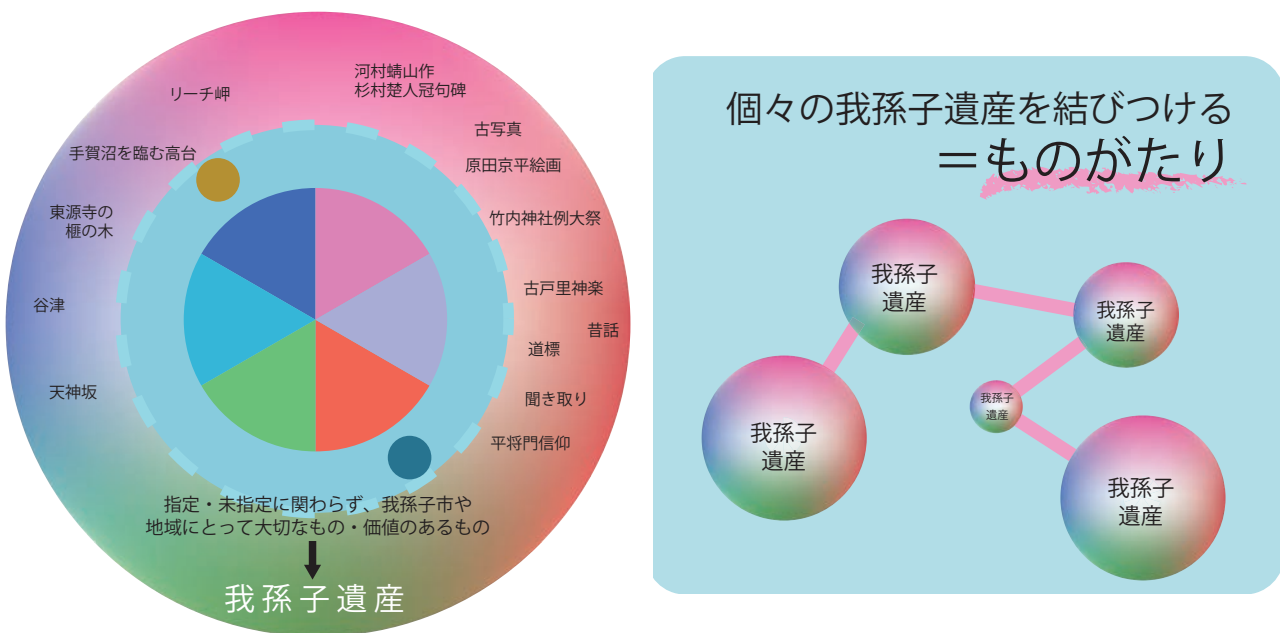 リーチ岬
河村蜻山作
杉村楚人冠句碑
古写真
手賀沼を臨む高台
原田京平絵画
東源寺の
榧の木
竹内神社例大祭
谷津
古戸里神楽
昔話
道標
天神坂
聞き取り
平将門信仰
指定・未指定に関わらず、我孫子市や
地域にとって大切なもの・価値のあるもの
我孫子遺産
個々の我孫子遺産を結びつける
＝ものがたり
我孫子
遺産
我孫子
遺産
我孫子
遺産
我孫子
遺産
我孫子
遺産